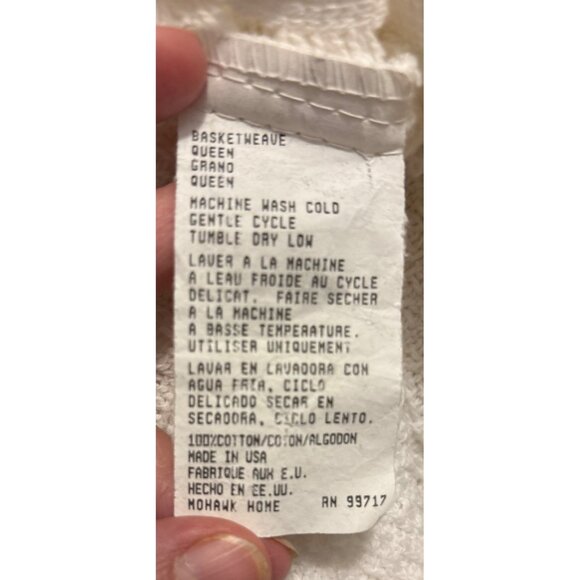 BASKETWEAVE
QUEEN
GRAND
QUEEN
MACHINE WASH COLD
GENTLE CYCLE
TUMBLE DRY LOW
LAVER A LA MACHINE
A LEAU FROIDE AU CYCLE
DELICAT. FAIRE SECHER
A LA MACHINE
A BASSE TEMPERATURE.
UTILISER UNIQUEMENT
LAVAR EN LAVADORA CON
AGUA FRIA, CICLO
DELICADO SECAR EN
SECADORA, CICLO LENTO.
100%COTTON/COTON/ALGODON
MADE IN USA
FABRIQUE AUX E.U.
HECHO EN EE.UU.
MOHAWK HOME RN 99717